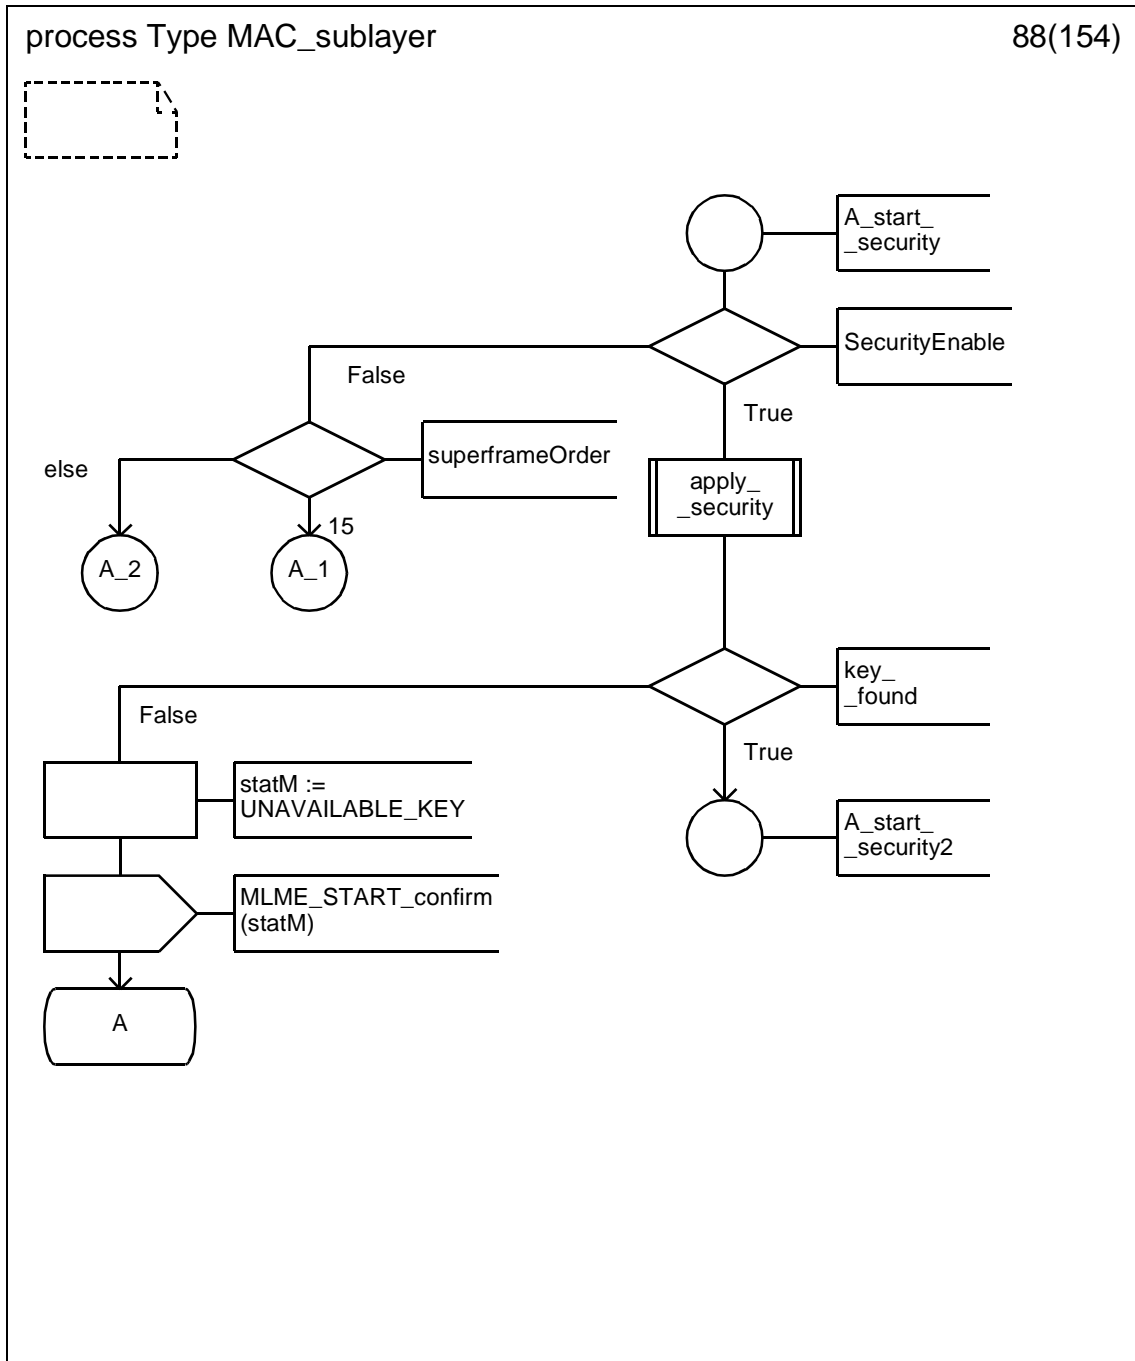 process Type MAC_sublayer
88(154)
A_start_
_security
SecurityEnable
False
True
else
superframeOrder
apply_
_security
15
A_2
A_1
key_
_found
False
True
statM :=
UNAVAILABLE_KEY
A_start_
_security2
MLME_START_confirm
(statM)
A